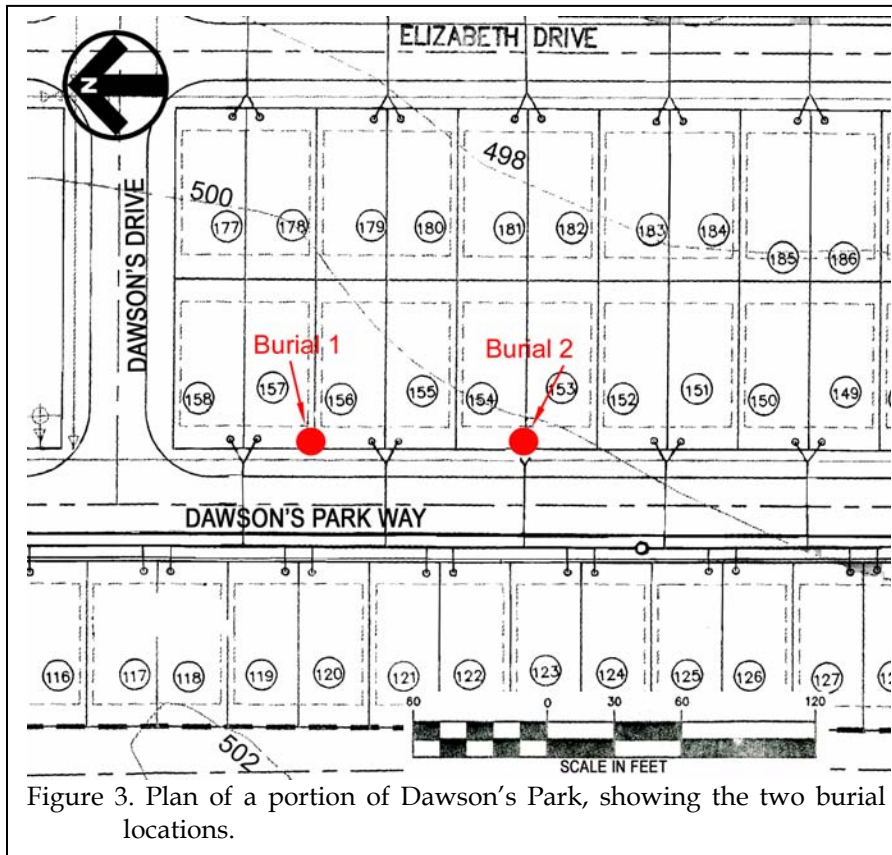 ELIZABETH DRIVE
N
498
500
DAWSON'S DRIVE
177 178 179 180 181 182 183 184
185 186
Burial 1
Burial 2
158 157 156 155 154 153 152 151 150 149
DAWSON'S PARK WAY
116 117 118 119 120 121 122 123 124 125 126 127
502
60 0 30 60 120
SCALE IN FEET
Figure 3. Plan of a portion of Dawson's Park, showing the two burial
locations.